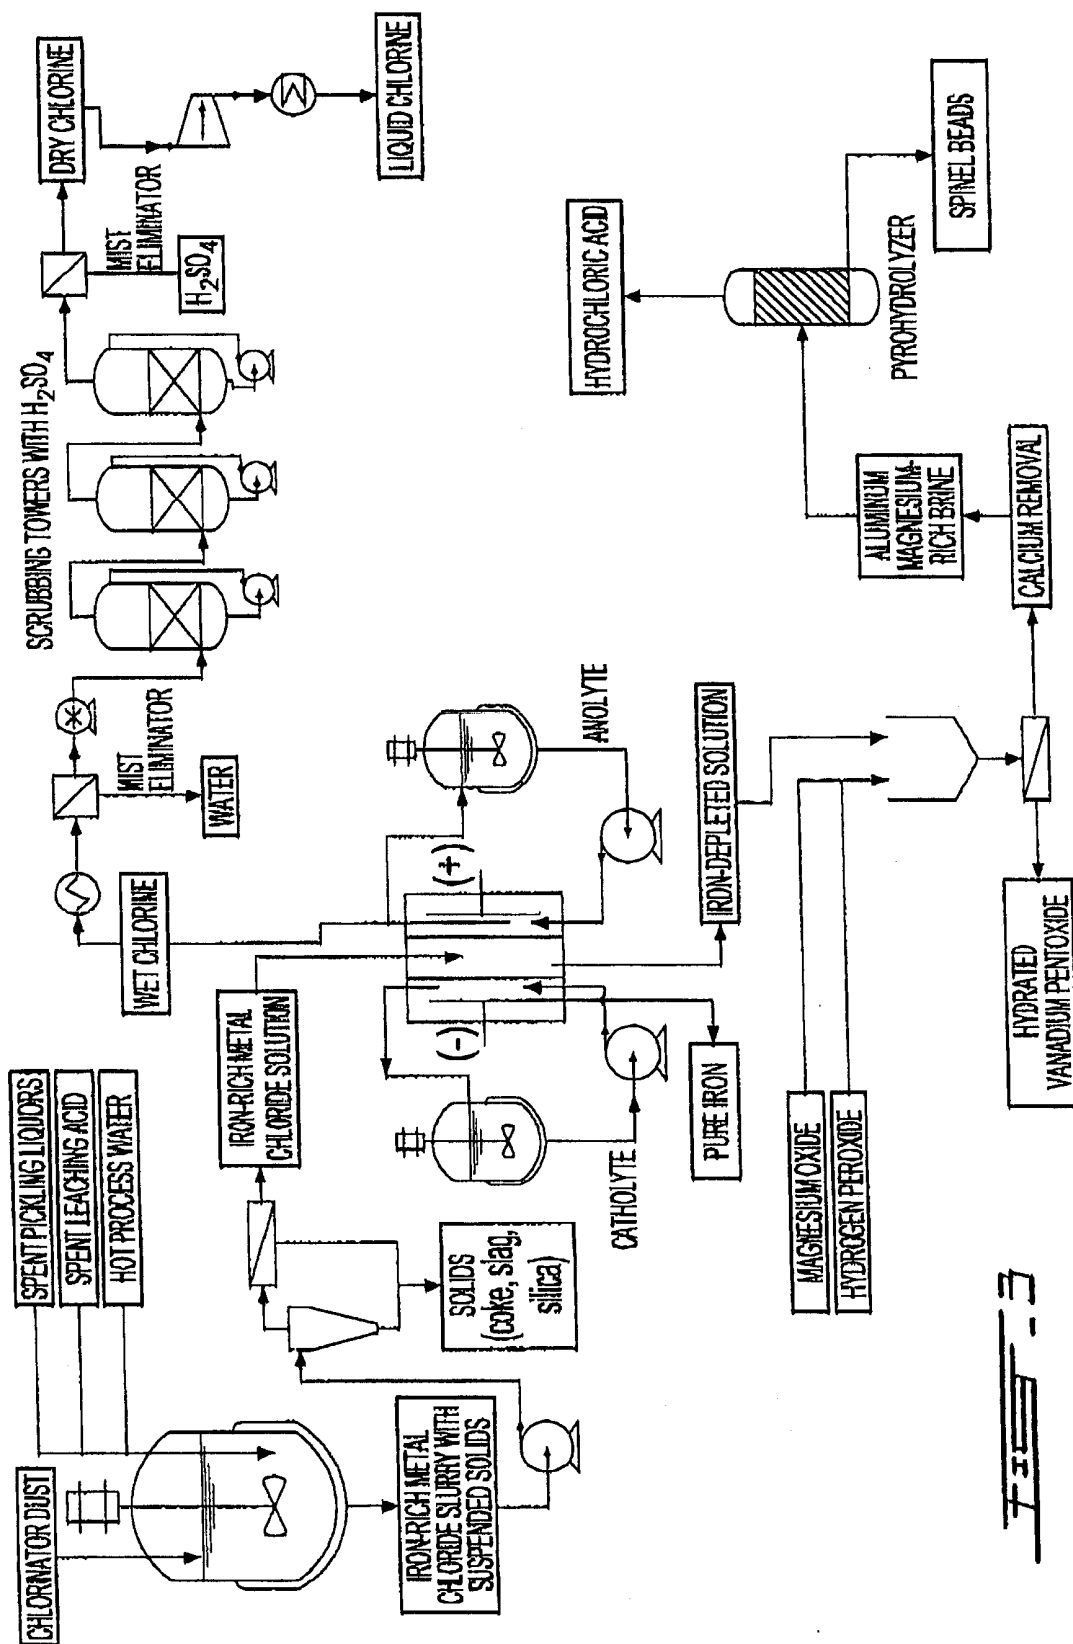 CHLORNATOR DUST
SPENT PICKLING LIQUORS
SPENT LEACHING ACID
HOT PROCESS WATER
IRON-RICH METAL
CHLORIDE SLURRY WITH
SUSPENDED SOLIDS
SOLIDS
(coke, slag,
silica)
IRON-RICH METAL
CHLORIDE SOLUTION
WET CHLORINE
MIST
ELIMINATOR
WATER
SCRUBBING TOWERS WITH H2SO4
MIST
ELIMINATOR
H2SO4
DRY CHLORINE
LIQUID CHLORINE
(-)
(+)
CATHOLYTE
ANOLYTE
PURE IRON
IRON-DEPLETED SOLUTION
MAGNESIUM OXIDE
HYDROGEN PEROXIDE
HYDRATED
VANADIUM PENTOXIDE
CALCIUM REMOVAL
ALUMINUM
MAGNESIUM-
RICH BRINE
PYROHYDROLYZER
HYDROCHLORIC ACID
SPINEL BEADS
FIG-3